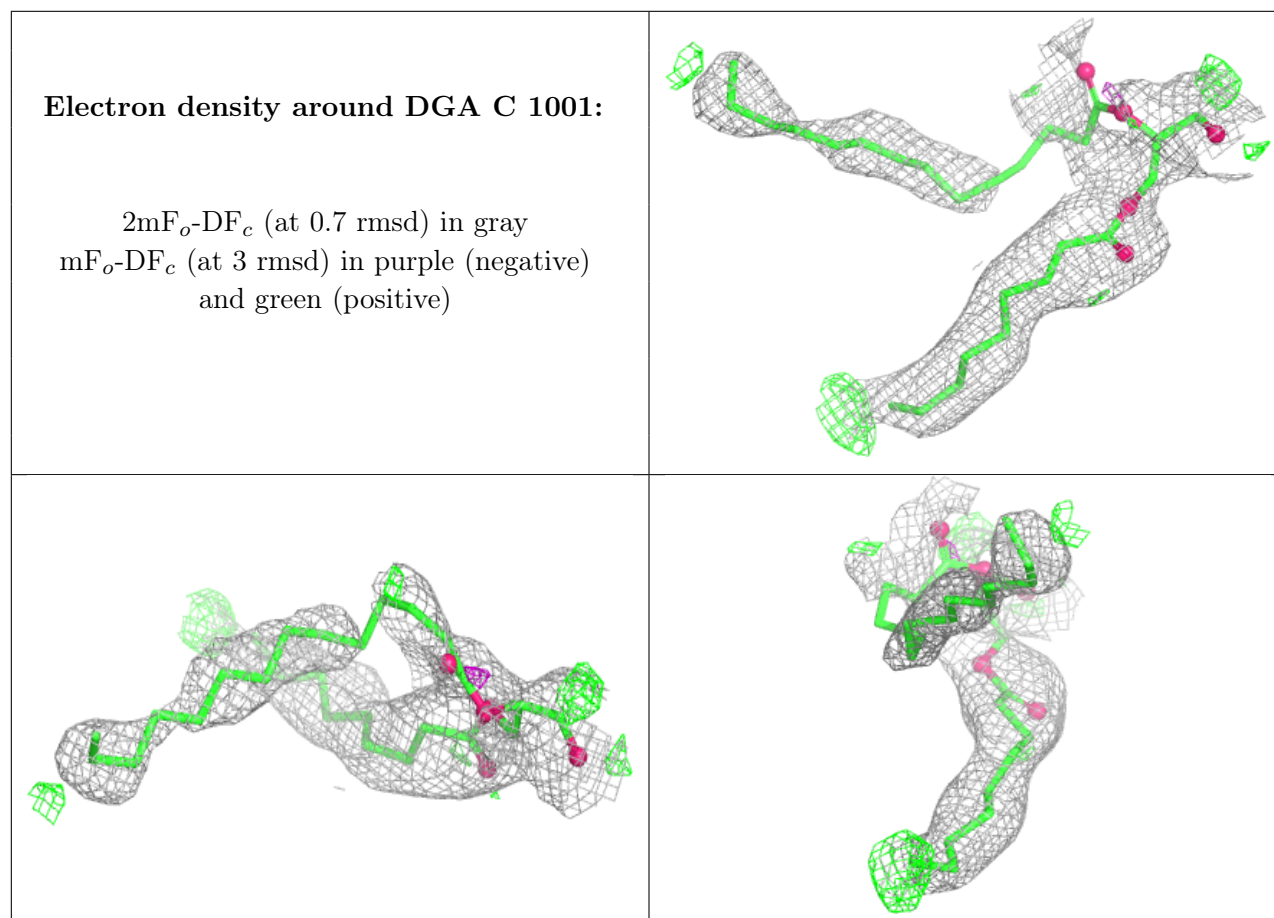 Electron density around DGA C 1001:
2mFo-DFc (at 0.7 rmsd) in gray
mFo-DFc (at 3 rmsd) in purple (negative)
and green (positive)